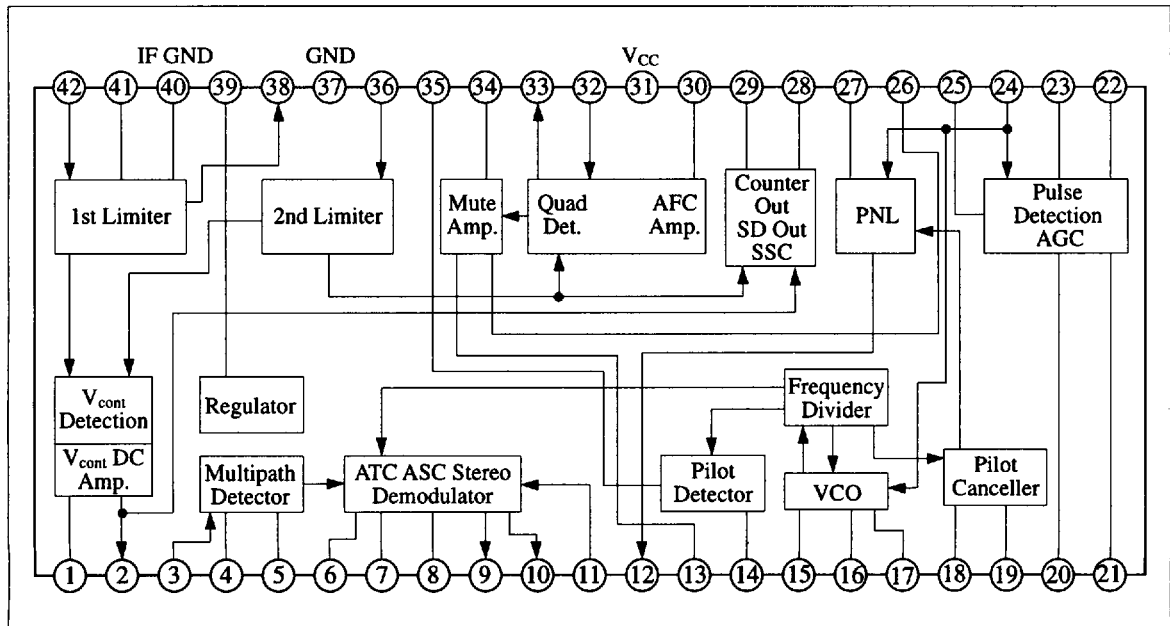 IF GND GND V_CC
42 41 40 39 38 37 36 35 34 33 32 31 30 29 28 27 26 25 24 23 22
1st Limiter
2nd Limiter
Mute
Amp.
Quad
Det.
AFC
Amp.
Counter
Out
SD Out
SSC
PNL
Pulse
Detection
AGC
V_cont
Detection
V_cont DC
Amp.
Regulator
Multipath
Detector
ATC ASC Stereo
Demodulator
Pilot
Detector
Frequency
Divider
VCO
Pilot
Canceller
1 2 3 4 5 6 7 8 9 10 11 12 13 14 15 16 17 18 19 20 21